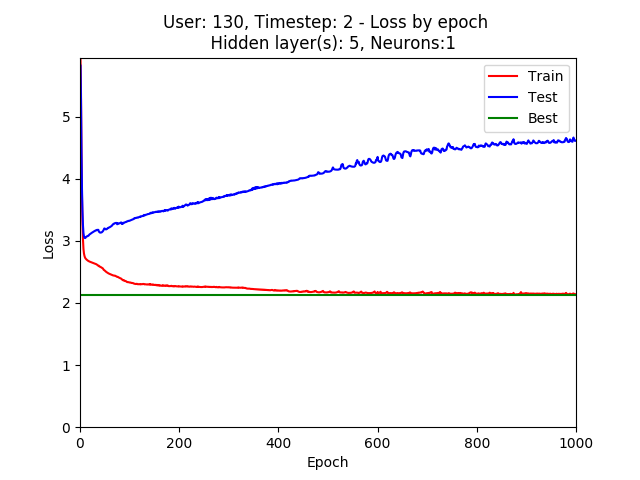 User: 130, Timestep: 2 - Loss by epoch
Hidden layer(s): 5, Neurons:1
Train
Test
Best
Loss
5
4
3
2
1
0
0 200 400 600 800 1000
Epoch